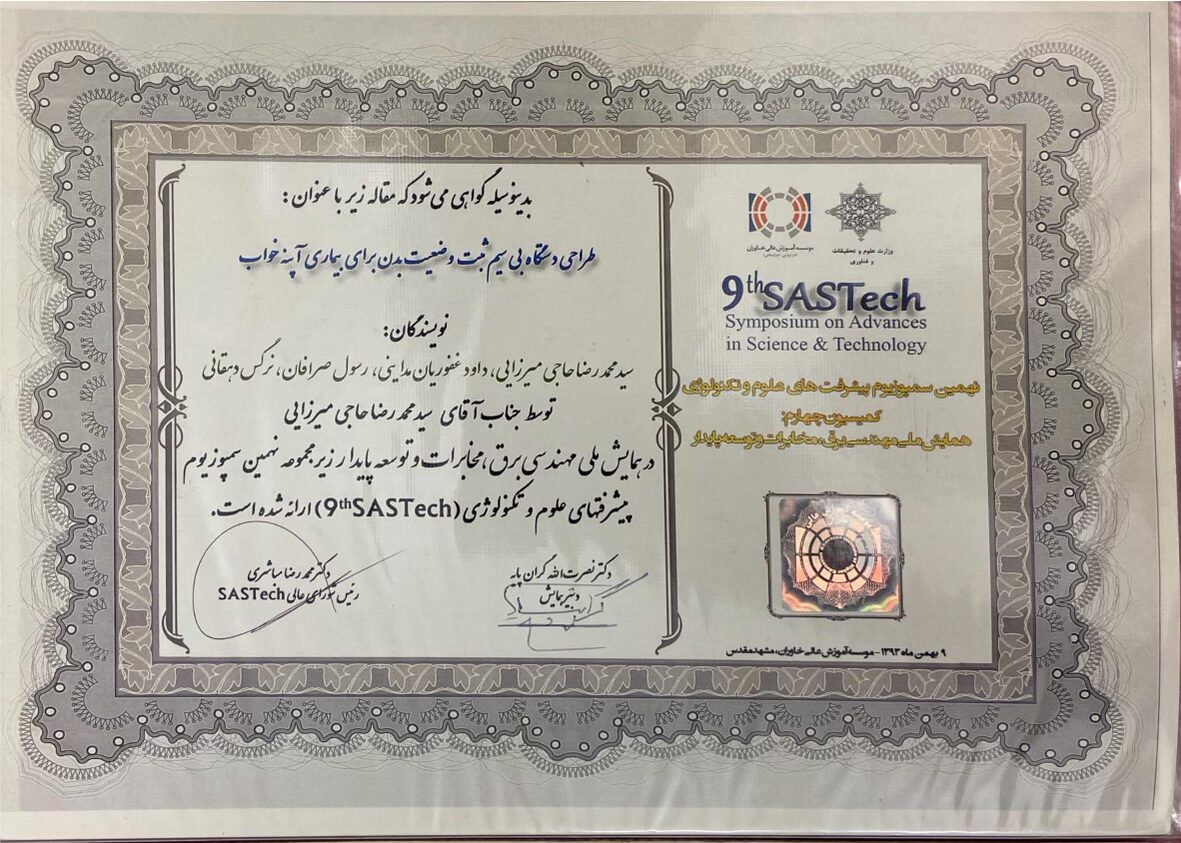 بدینوسیله گواهی می شود که مقاله زیر با عنوان :
طراحی دستگاه بی سیم ثبت وضعیت بدن برای بیماری آپنه خواب
نویسندگان:
سید محمد رضا حاجی میرزایی، داود غفوریان مداینی، رسول صرافان، نرگس دهقانی
توسط جناب آقای سید محمد رضا حاجی میرزایی
در همایش ملی مهندسی برق، مخابرات و توسعه پایدار زیر مجموعه نهمین سمپوزیوم
پیشرفتهای علوم و تکنولوژی (9thSASTech) ارائه شده است.
دکتر نصرت الله گران پایه
دبیر همایش
دکتر محمد رضا مباشری
رئیس شورای عالی SASTech
وزارت علوم و تحقیقات
و فناوری
موسسه آموزش عالی خاوران
9th SASTech
Symposium on Advances
in Science & Technology
نهمین سمپوزیوم پیشرفت های علوم و تکنولوژی
کمیسیون چهارم:
همایش ملی مهندسی برق، مخابرات و توسعه پایدار
۹ بهمن ماه ۱۳۹۳ - موسسه آموزش عالی خاوران، مشهد مقدس